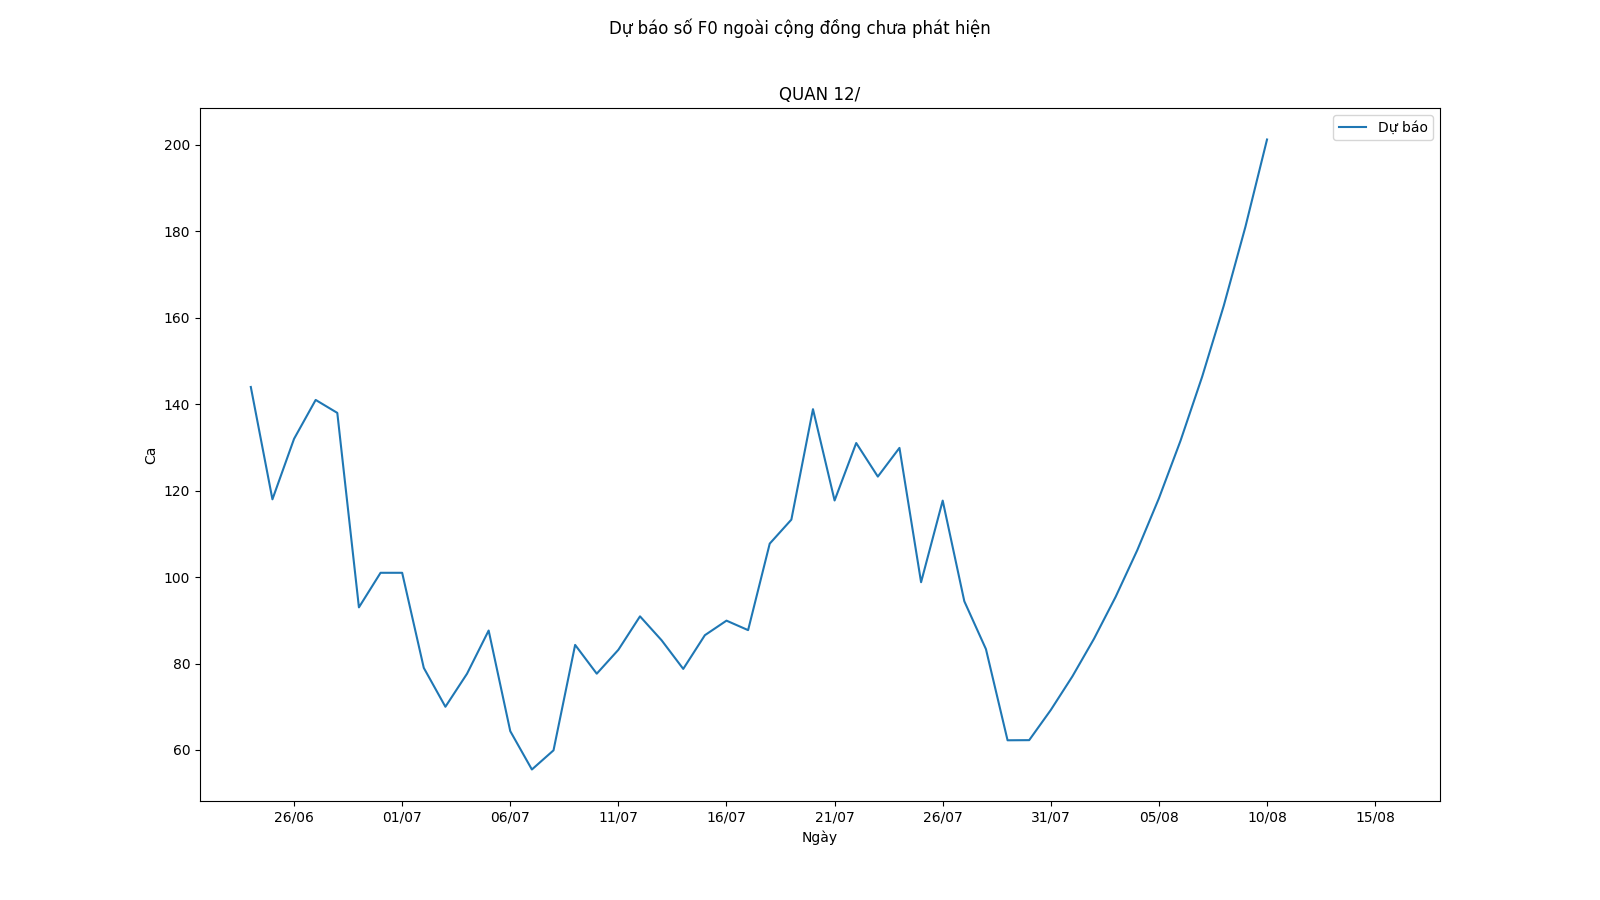 Dự báo số F0 ngoài cộng đồng chưa phát hiện
QUAN 12/
Dự báo
200
180
160
140
120
100
80
60
Ca
26/06 01/07 06/07 11/07 16/07 21/07 26/07 31/07 05/08 10/08 15/08
Ngày